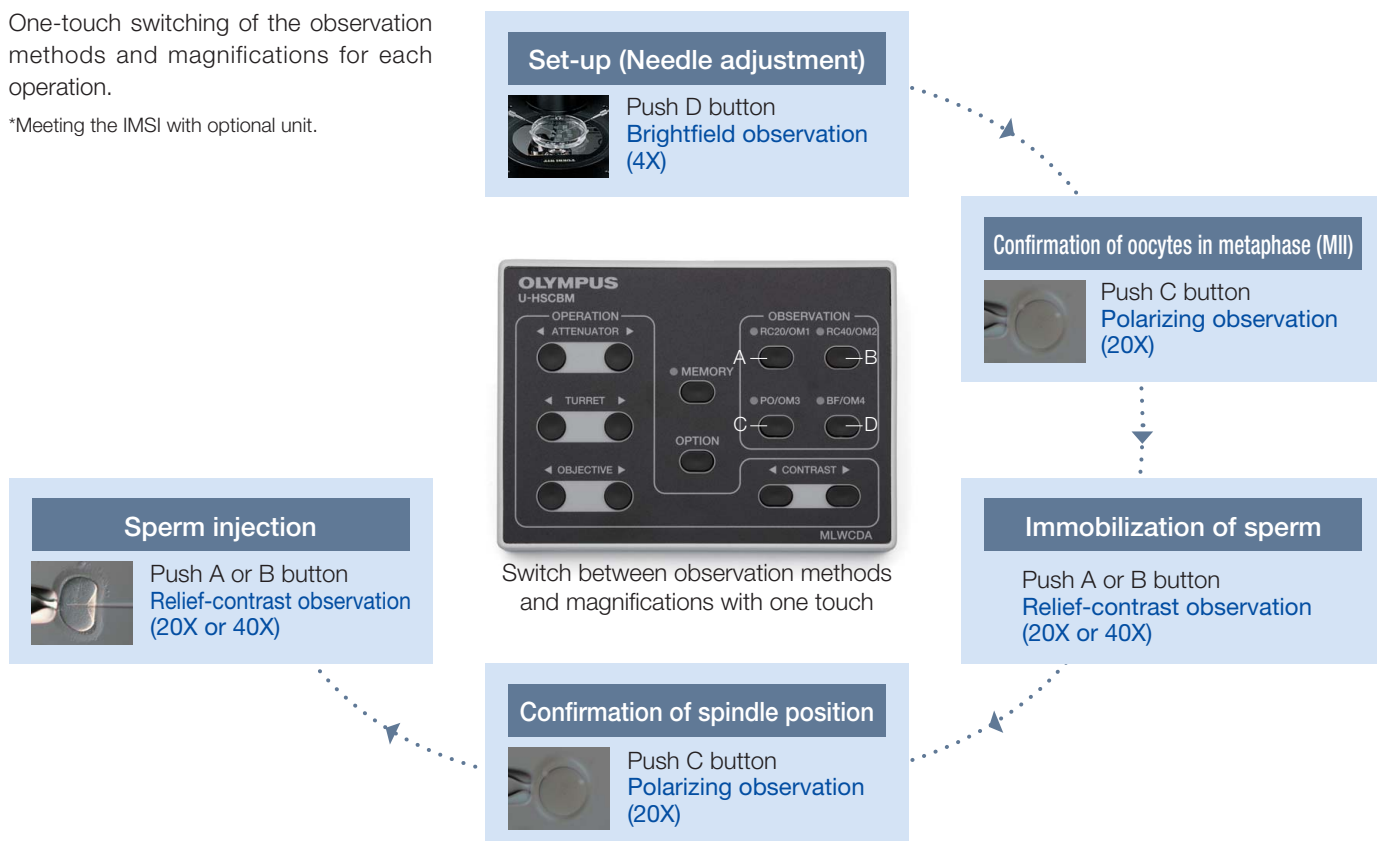 One-touch switching of the observation
methods and magnifications for each
operation.
*Meeting the IMSI with optional unit.
Set-up (Needle adjustment)
Push D button
Brightfield observation
(4X)
Confirmation of oocytes in metaphase (MII)
Push C button
Polarizing observation
(20X)
OLYMPUS
U-HSCBM
OPERATION
◄ ATTENUATOR ►
◄ TURRET ►
◄ OBJECTIVE ►
MEMORY
OPTION
OBSERVATION
RC20/OM1 RC40/OM2
A B
PO/OM3 BF/OM4
C D
◄ CONTRAST ►
MLWCDA
Switch between observation methods
and magnifications with one touch
Immobilization of sperm
Push A or B button
Relief-contrast observation
(20X or 40X)
Confirmation of spindle position
Push C button
Polarizing observation
(20X)
Sperm injection
Push A or B button
Relief-contrast observation
(20X or 40X)